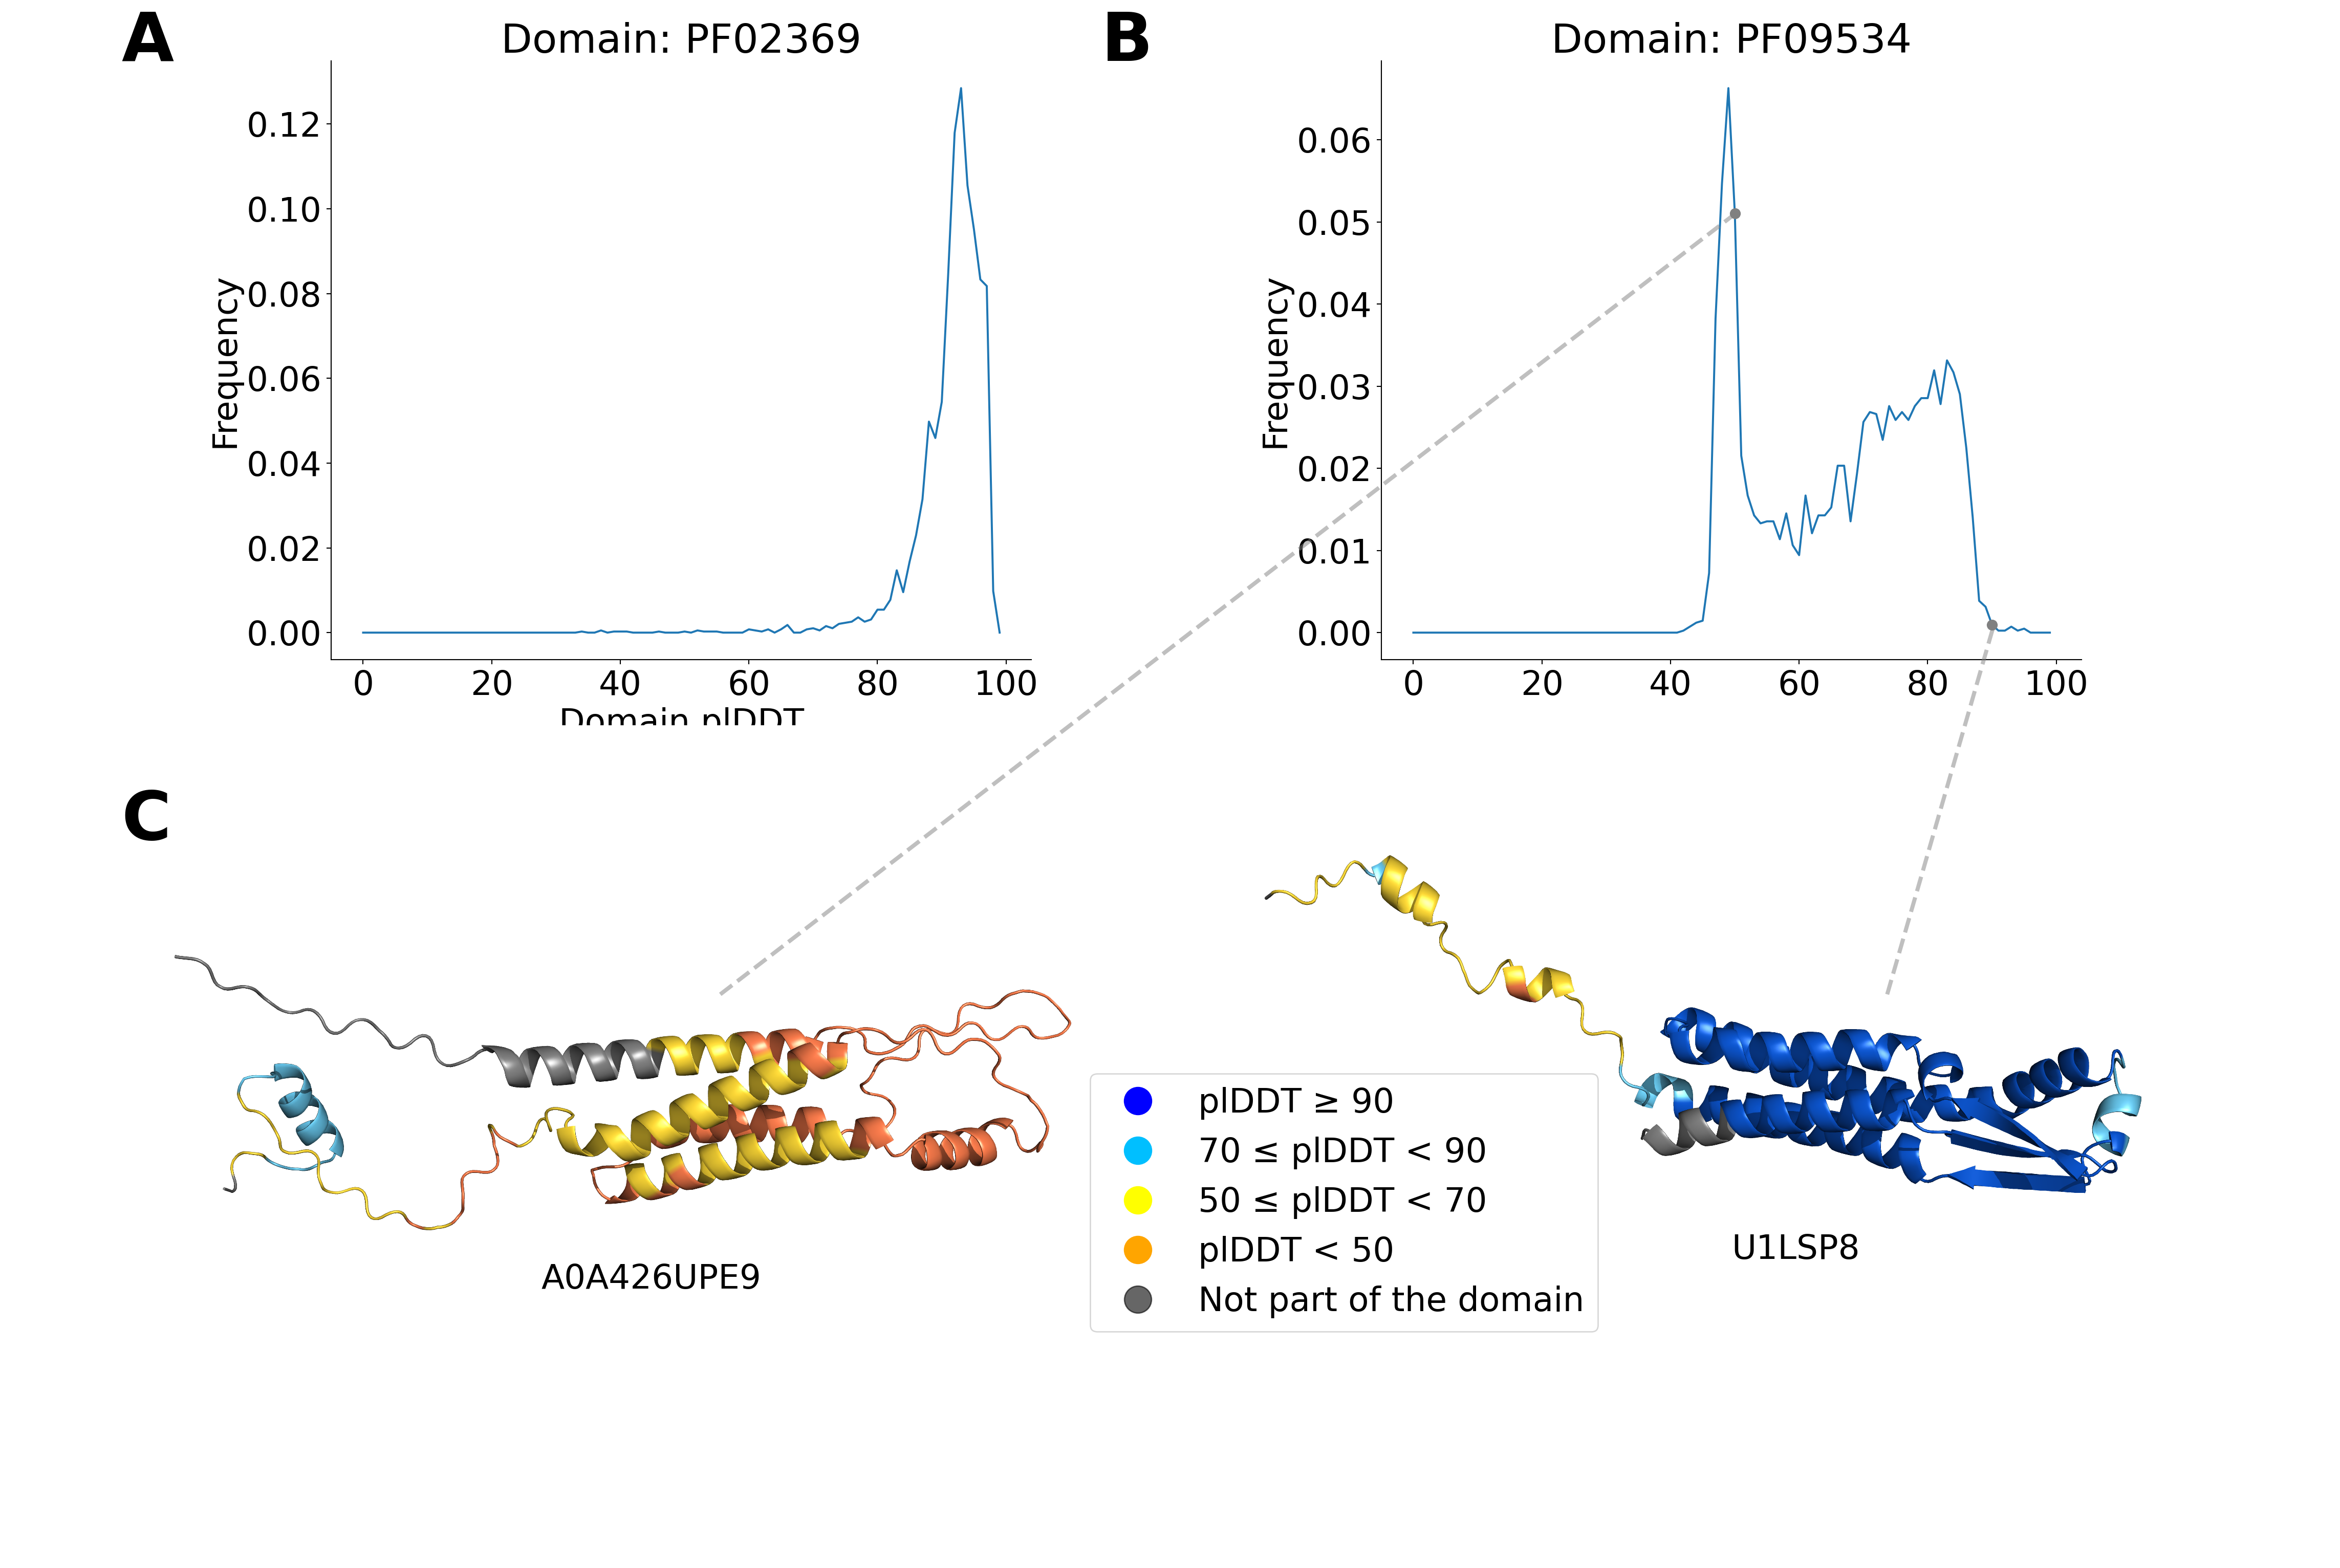 A
Domain: PF02369
Frequency
0.12
0.10
0.08
0.06
0.04
0.02
0.00
0
20
40
60
80
100
Domain plDDT
B
Domain: PF09534
Frequency
0.06
0.05
0.04
0.03
0.02
0.01
0.00
0
20
40
60
80
100
C
A0A426UPE9
plDDT ≥ 90
70 ≤ plDDT < 90
50 ≤ plDDT < 70
plDDT < 50
Not part of the domain
U1LSP8